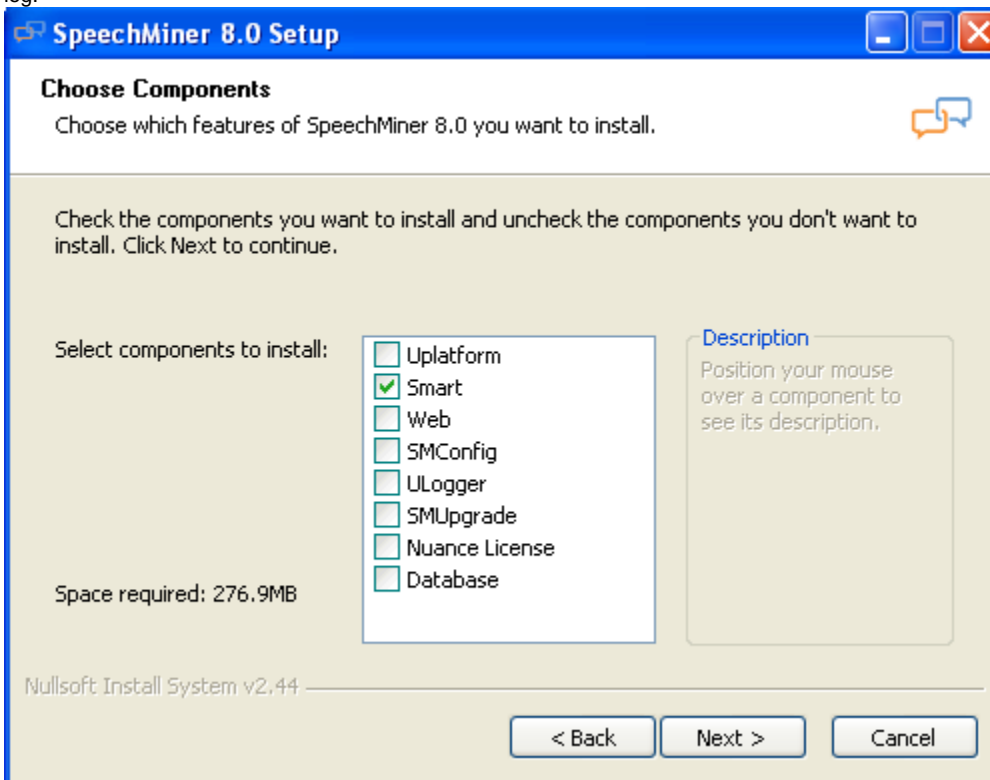 log.
SpeechMiner 8.0 Setup
Choose Components
Choose which features of SpeechMiner 8.0 you want to install.
Check the components you want to install and uncheck the components you don't want to
install. Click Next to continue.
Select components to install:
Uplatform
Smart
Web
SMConfig
ULogger
SMUpgrade
Nuance License
Database
Description
Position your mouse
over a component to
see its description.
Space required: 276.9MB
Nullsoft Install System v2.44
< Back
Next >
Cancel